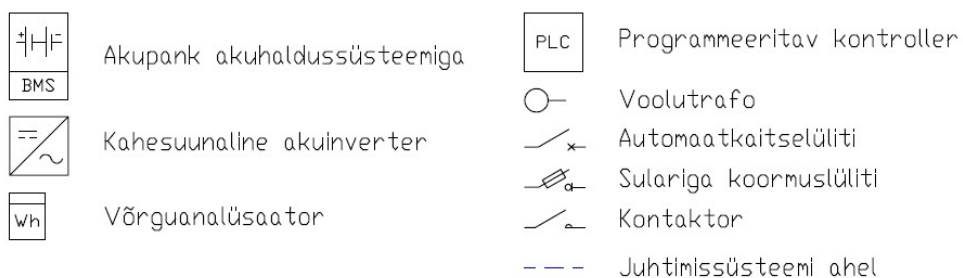 BMS
Akupank akuhaldussüsteemiga
Kahesuunaline akuinverter
Wh
Võrguanalüsaator
PLC
Programmeeritav kontroller
Voolutrafo
Automaatkaitselüliti
Sulariga koormuslüliti
Kontaktor
Juhtimissüsteemi ahel